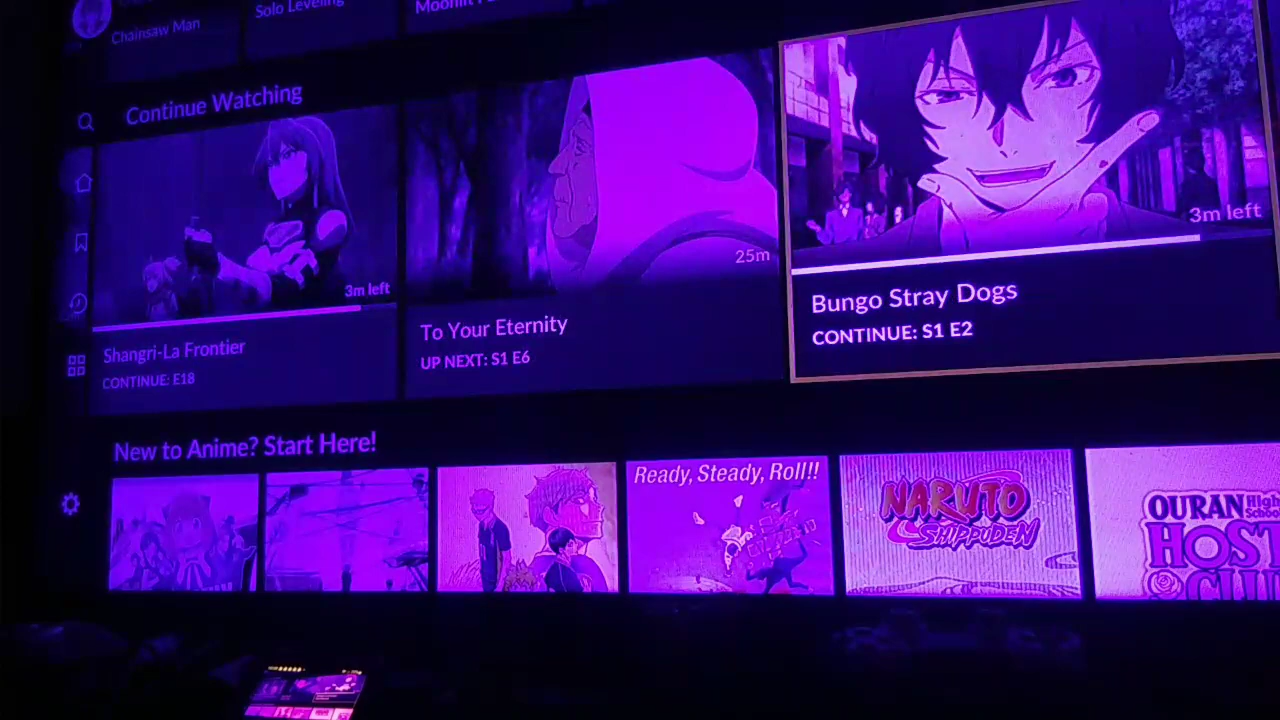 Chainsaw Man
Solo Leveling
Continue Watching
3m left
25m
3m left
Shangri-La Frontier
CONTINUE: E18
To Your Eternity
UP NEXT: S1 E6
Bungo Stray Dogs
CONTINUE: S1 E2
New to Anime? Start Here!
Ready, Steady, Roll!!
NARUTO
SHIPPUDEN
OURAN High
School
HOST
CLUB